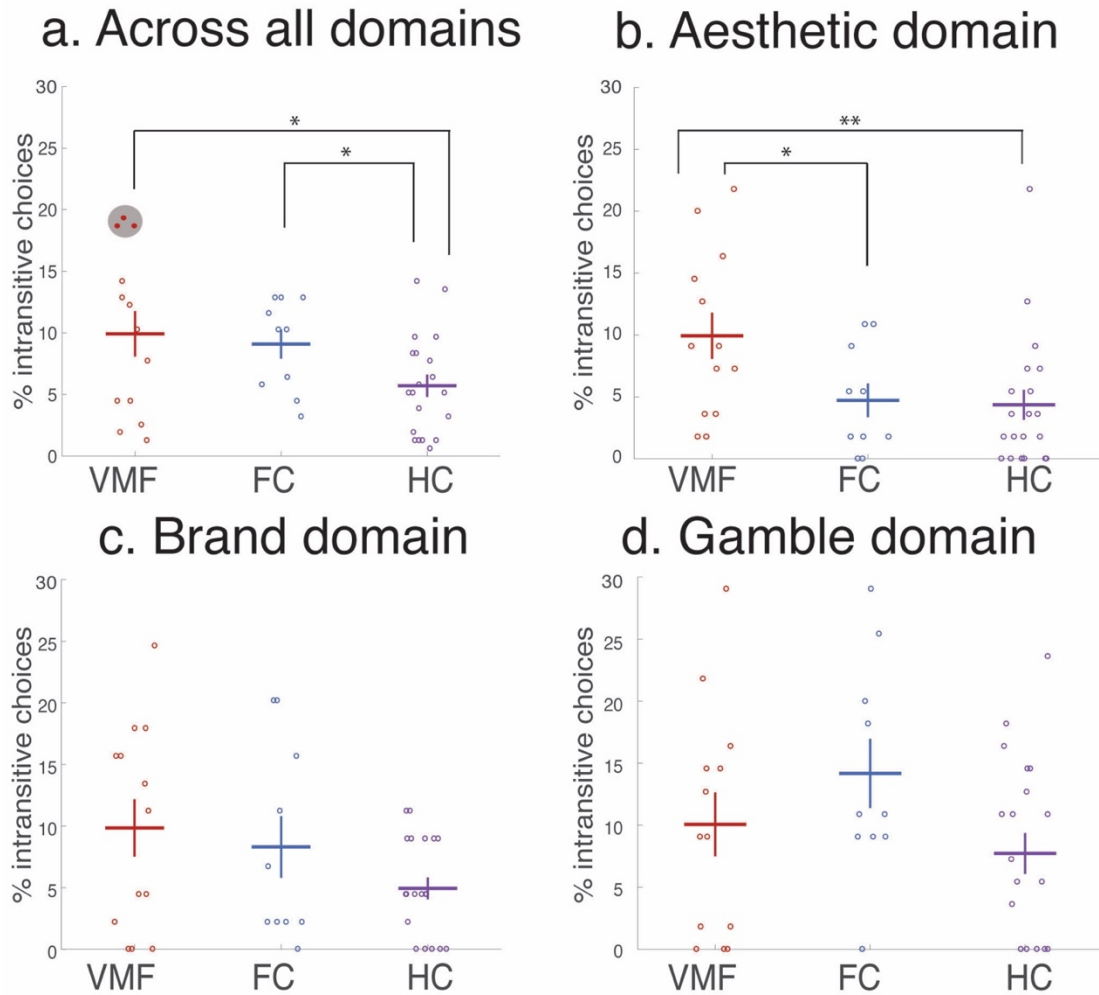 a. Across all domains
% intransitive choices
30
25
20
15
10
5
0
*
*
VMF FC HC
b. Aesthetic domain
% intransitive choices
30
25
20
15
10
5
0
**
*
VMF FC HC
c. Brand domain
% intransitive choices
30
25
20
15
10
5
0
VMF FC HC
d. Gamble domain
% intransitive choices
30
25
20
15
10
5
0
VMF FC HC